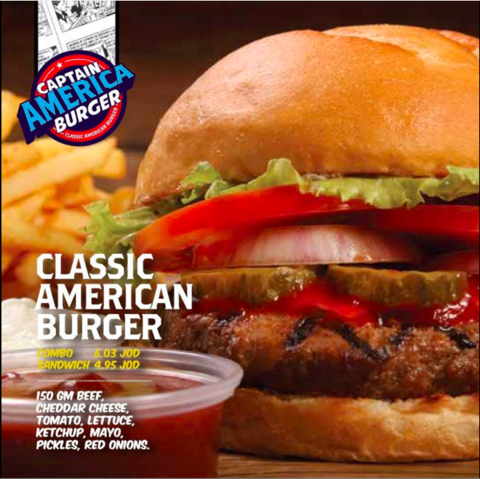 CAPTAIN
AMERICA
BURGER
CLASSIC AMERICAN BURGER
CLASSIC
AMERICAN
BURGER
COMBO 6.03 JOD
SANDWICH 4.95 JOD
150 GM BEEF,
CHEDDAR CHEESE,
TOMATO, LETTUCE,
KETCHUP, MAYO,
PICKLES, RED ONIONS.